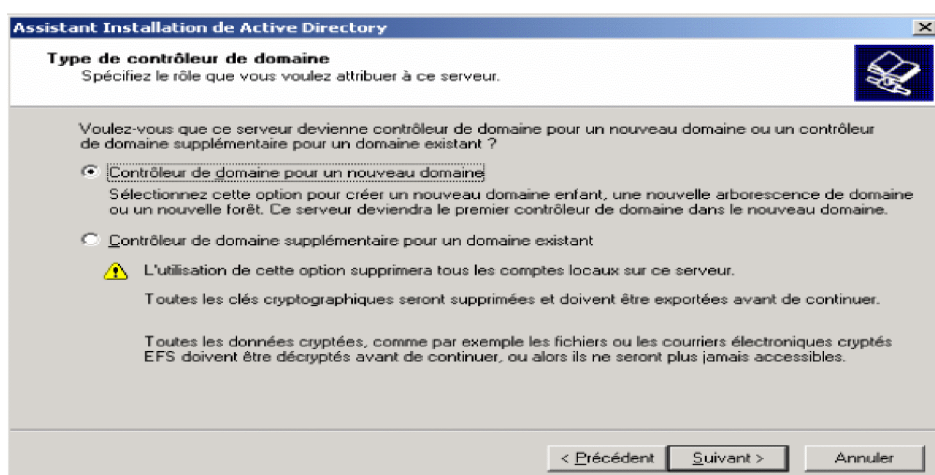 Assistant Installation de Active Directory
Type de contrôleur de domaine
Spécifiez le rôle que vous voulez attribuer à ce serveur.
Voulez-vous que ce serveur devienne contrôleur de domaine pour un nouveau domaine ou un contrôleur
de domaine supplémentaire pour un domaine existant ?
Contrôleur de domaine pour un nouveau domaine
Sélectionnez cette option pour créer un nouveau domaine enfant, une nouvelle arborescence de domaine
ou un nouvelle forêt. Ce serveur deviendra le premier contrôleur de domaine dans le nouveau domaine.
Contrôleur de domaine supplémentaire pour un domaine existant
L'utilisation de cette option supprimera tous les comptes locaux sur ce serveur.
Toutes les clés cryptographiques seront supprimées et doivent être exportées avant de continuer.
Toutes les données cryptées, comme par exemple les fichiers ou les courriers électroniques cryptés
EFS doivent être décryptés avant de continuer, ou alors ils ne seront plus jamais accessibles.
< Précédent Suivant > Annuler